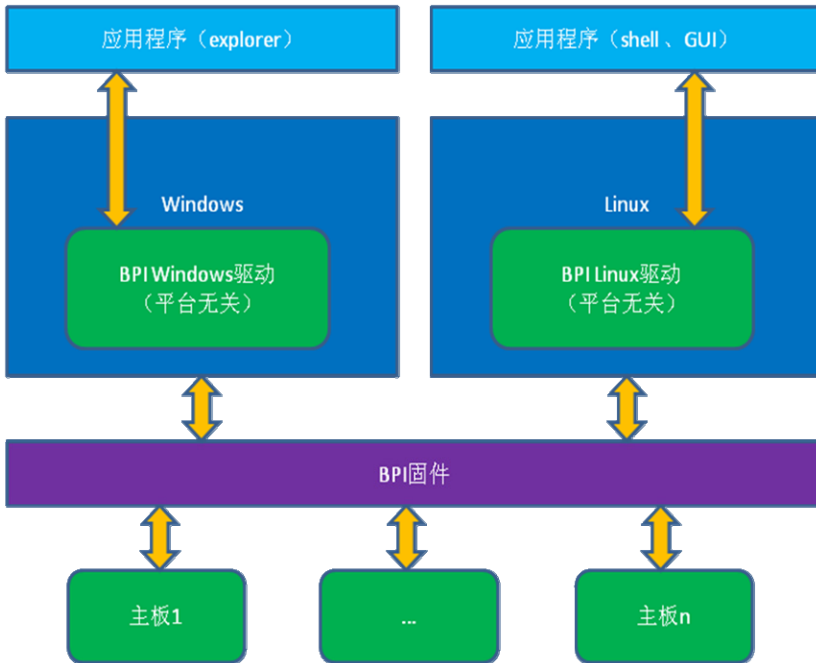 应用程序（explorer）
应用程序（shell 、GUI）
Windows
Linux
BPI Windows驱动
（平台无关）
BPI Linux驱动
（平台无关）
BPI固件
主板1
...
主板n